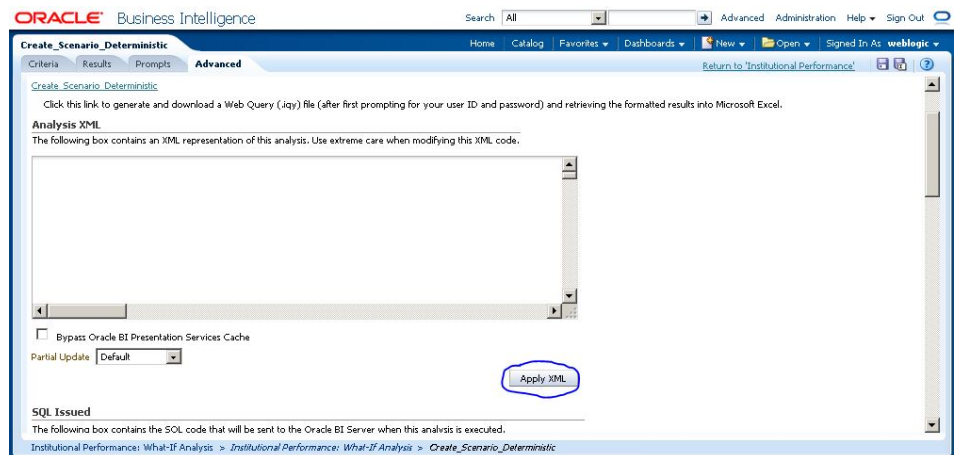 ORACLE Business Intelligence Search All Advanced Administration Help Sign Out
Create_Scenario_Deterministic Home Catalog Favorites Dashboards New Open Signed In As weblogic
Criteria Results Prompts Advanced Return to 'Institutional Performance'
Create Scenario Deterministic
Click this link to generate and download a Web Query (.iqy) file (after first prompting for your user ID and password) and retrieving the formatted results into Microsoft Excel.
Analysis XML
The following box contains an XML representation of this analysis. Use extreme care when modifying this XML code.
Bypass Oracle BI Presentation Services Cache
Partial Update Default
Apply XML
SQL Issued
The following box contains the SQL code that will be sent to the Oracle BI Server when this analysis is executed.
Institutional Performance: What-If Analysis > Institutional Performance: What-If Analysis > Create_Scenario_Deterministic